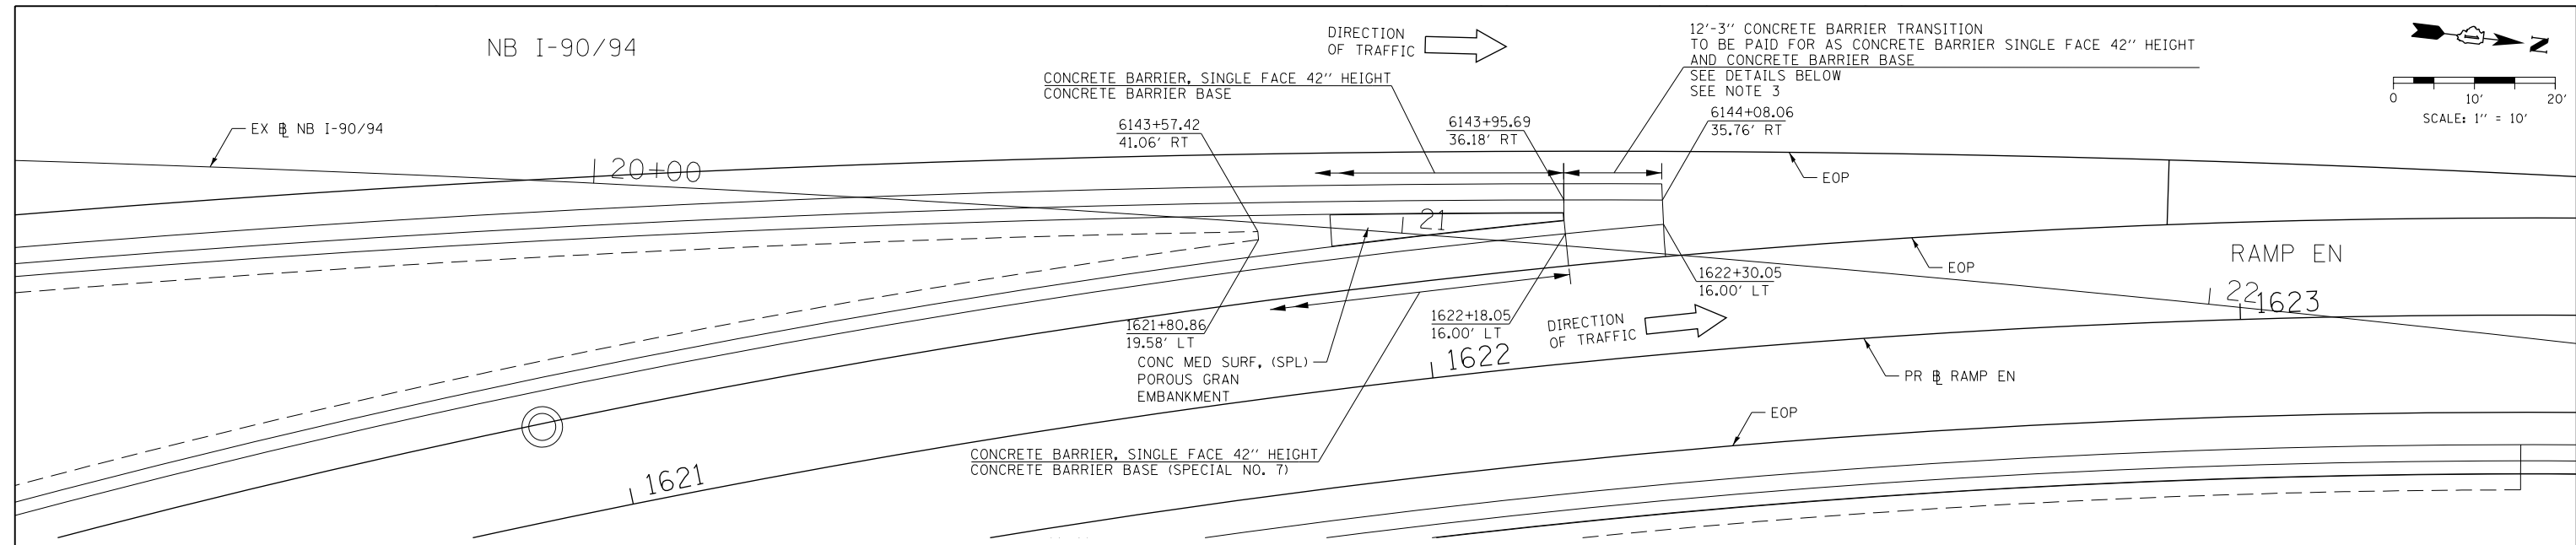 NB I-90/94
DIRECTION
OF TRAFFIC
12'-3" CONCRETE BARRIER TRANSITION
TO BE PAID FOR AS CONCRETE BARRIER SINGLE FACE 42" HEIGHT
AND CONCRETE BARRIER BASE
SEE DETAILS BELOW
SEE NOTE 3
N
0 10' 20'
SCALE: 1" = 10'
CONCRETE BARRIER, SINGLE FACE 42" HEIGHT
CONCRETE BARRIER BASE
EX BL NB I-90/94
6143+57.42
41.06' RT
6143+95.69
36.18' RT
6144+08.06
35.76' RT
20+00
EOP
21
EOP
RAMP EN
1622+30.05
16.00' LT
22
1623
1621+80.86
19.58' LT
1622+18.05
16.00' LT
DIRECTION
OF TRAFFIC
1622
CONC MED SURF, (SPL)
POROUS GRAN
EMBANKMENT
PR BL RAMP EN
EOP
CONCRETE BARRIER, SINGLE FACE 42" HEIGHT
CONCRETE BARRIER BASE (SPECIAL NO. 7)
1621